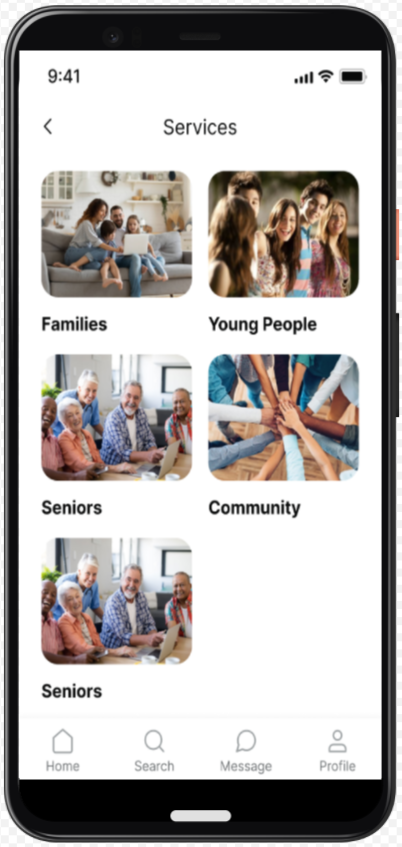 9:41
Services
Families
Young People
Seniors
Community
Seniors
Home
Search
Message
Profile